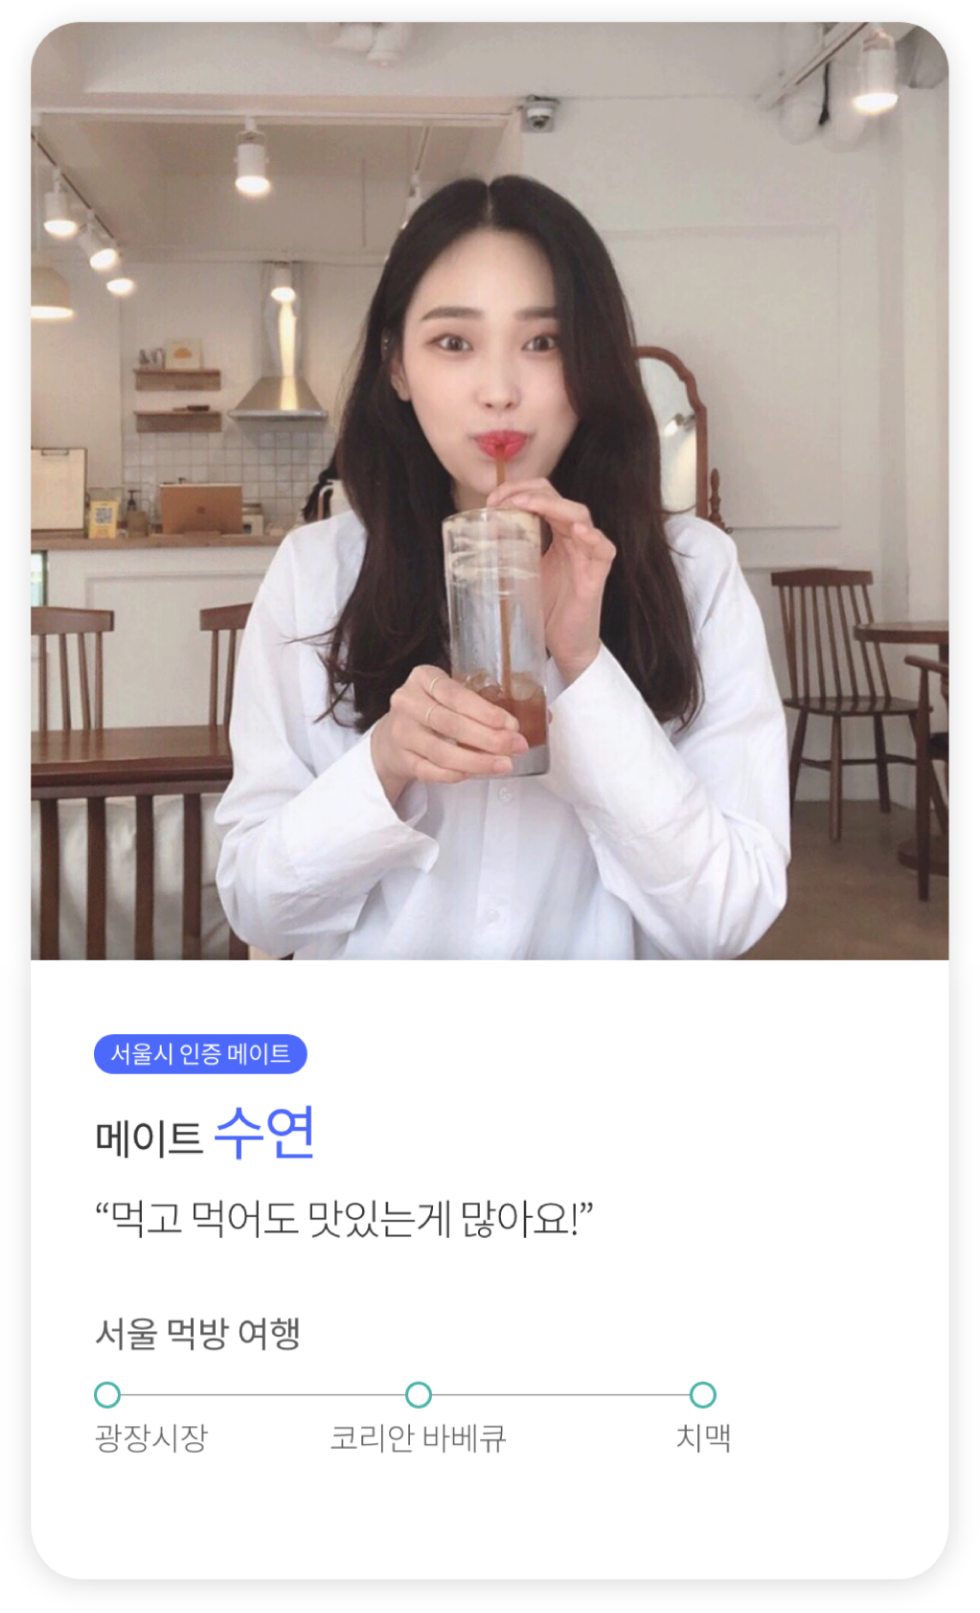 서울시 인증 메이트
메이트 수연
“먹고 먹어도 맛있는게 많아요!”
서울 먹방 여행
광장시장 코리안 바베큐 치맥